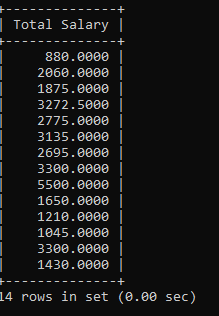 +--------------+
| Total Salary |
+--------------+
|     880.0000 |
|    2060.0000 |
|    1875.0000 |
|    3272.5000 |
|    2775.0000 |
|    3135.0000 |
|    2695.0000 |
|    3300.0000 |
|    5500.0000 |
|    1650.0000 |
|    1210.0000 |
|    1045.0000 |
|    3300.0000 |
|    1430.0000 |
+--------------+
14 rows in set (0.00 sec)